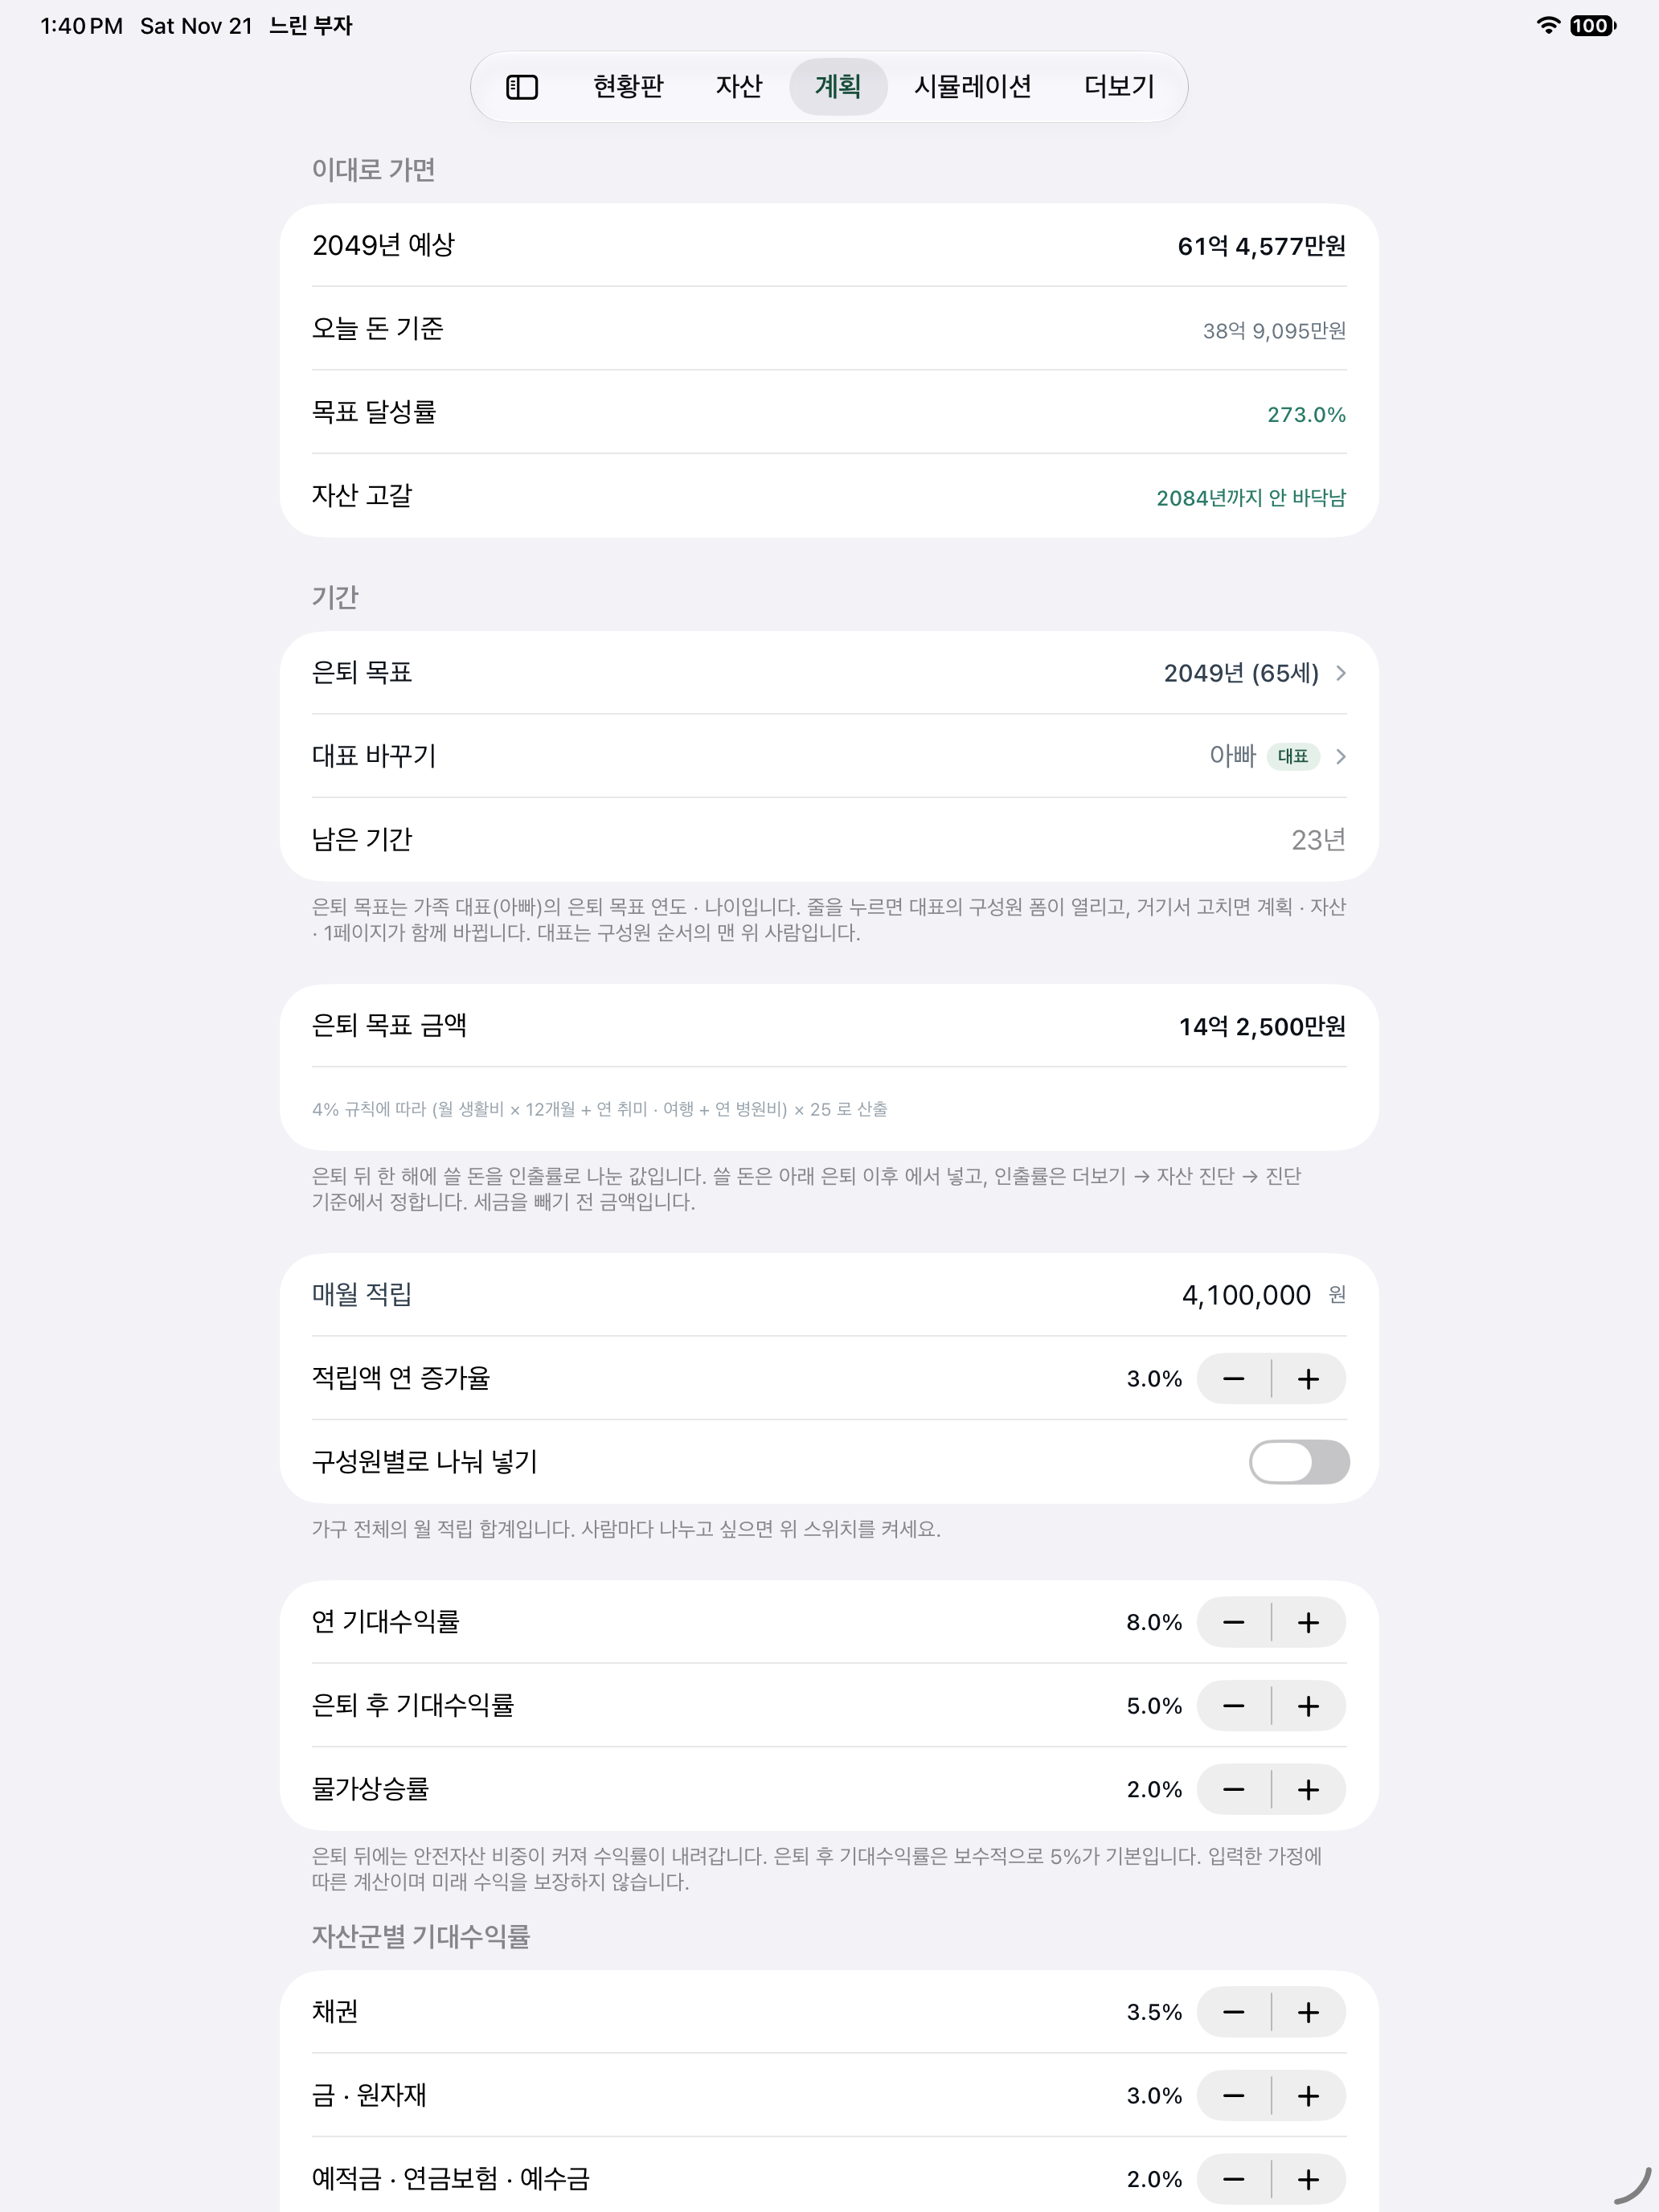 1:40 PM Sat Nov 21 느린 부자
100
현황판 자산 계획 시뮬레이션 더보기
이대로 가면
2049년 예상 61억 4,577만원
오늘 돈 기준 38억 9,095만원
목표 달성률 273.0%
자산 고갈 2084년까지 안 바닥남
기간
은퇴 목표 2049년 (65세)
대표 바꾸기 아빠 대표
남은 기간 23년
은퇴 목표는 가족 대표(아빠)의 은퇴 목표 연도 · 나이입니다. 줄을 누르면 대표의 구성원 폼이 열리고, 거기서 고치면 계획 · 자산
· 1페이지가 함께 바뀝니다. 대표는 구성원 순서의 맨 위 사람입니다.
은퇴 목표 금액 14억 2,500만원
4% 규칙에 따라 (월 생활비 × 12개월 + 연 취미 · 여행 + 연 병원비) × 25 로 산출
은퇴 뒤 한 해에 쓸 돈을 인출률로 나눈 값입니다. 쓸 돈은 아래 은퇴 이후 에서 넣고, 인출률은 더보기 → 자산 진단 → 진단
기준에서 정합니다. 세금을 빼기 전 금액입니다.
매월 적립 4,100,000 원
적립액 연 증가율 3.0%
구성원별로 나눠 넣기
가구 전체의 월 적립 합계입니다. 사람마다 나누고 싶으면 위 스위치를 켜세요.
연 기대수익률 8.0%
은퇴 후 기대수익률 5.0%
물가상승률 2.0%
은퇴 뒤에는 안전자산 비중이 커져 수익률이 내려갑니다. 은퇴 후 기대수익률은 보수적으로 5%가 기본입니다. 입력한 가정에
따른 계산이며 미래 수익을 보장하지 않습니다.
자산군별 기대수익률
채권 3.5%
금 · 원자재 3.0%
예적금 · 연금보험 · 예수금 2.0%